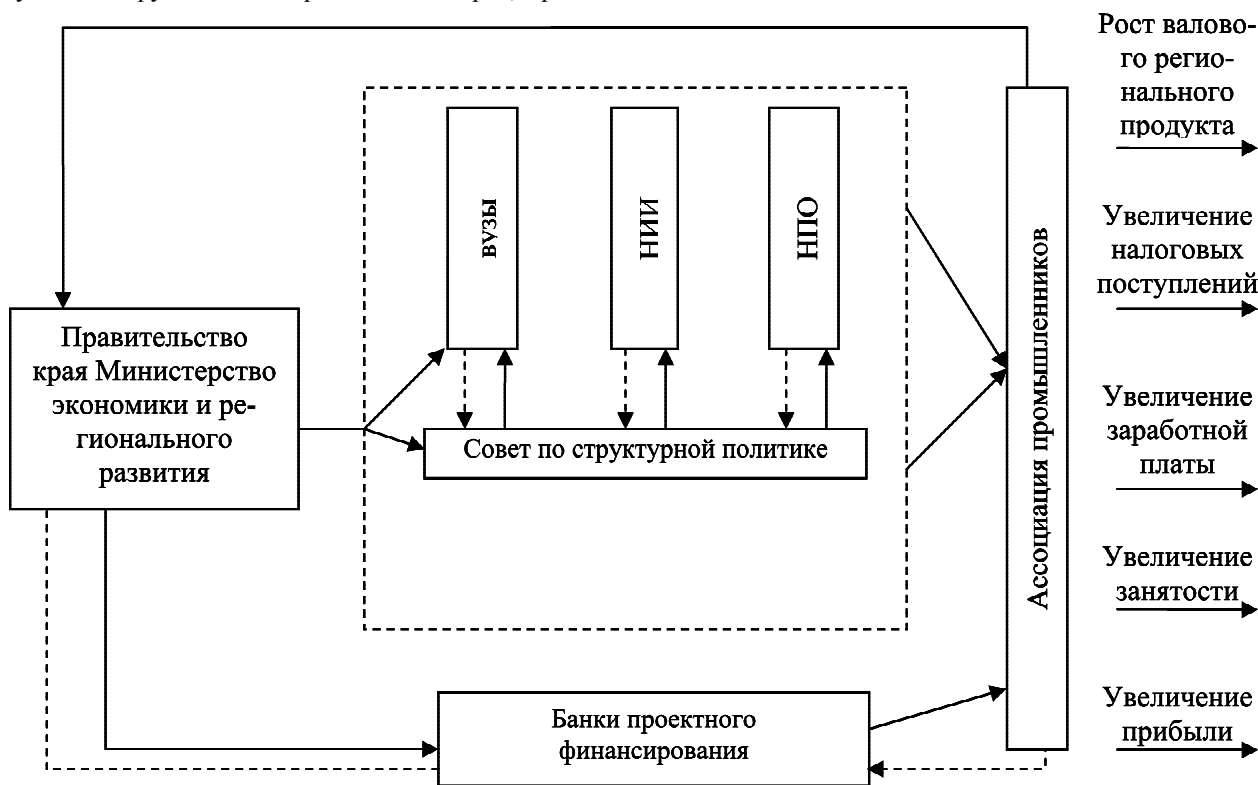 Рост валово-
го регио-
нального
продукта
вузы
НИИ
НПО
Увеличение
налоговых
поступлений
Правительство
края Министерство
экономики и ре-
гионального
развития
Совет по структурной политике
Ассоциация промышленников
Увеличение
заработной
платы
Увеличение
занятости
Банки проектного
финансирования
Увеличение
прибыли